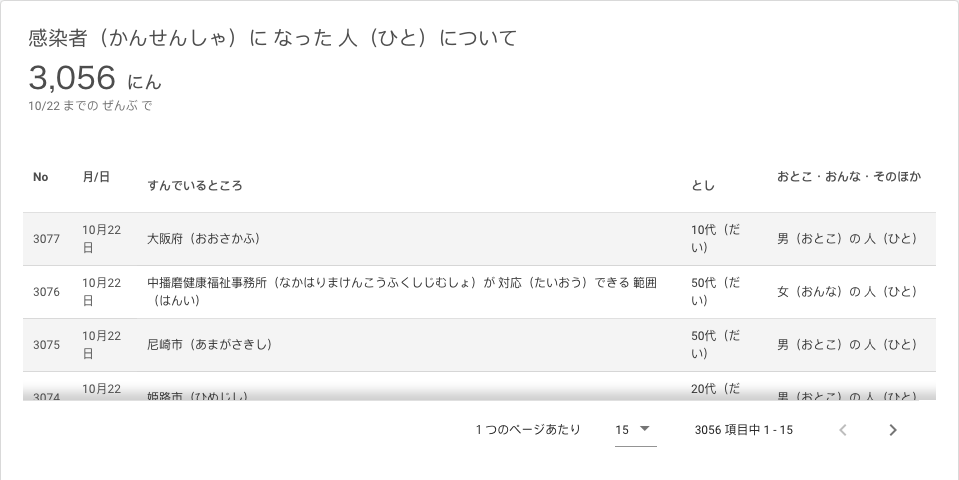 感染者（かんせんしゃ）に なった 人（ひと）について
3,056 にん
10/22 までの ぜんぶ で
No 月/日 すんでいるところ とし おとこ・おんな・そのほか
3077 10月22日 大阪府（おおさかふ） 10代（だい） 男（おとこ）の 人（ひと）
3076 10月22日 中播磨健康福祉事務所（なかはりまけんこうふくしじむしょ）が 対応（たいおう）できる 範囲（はんい） 50代（だい） 女（おんな）の 人（ひと）
3075 10月22日 尼崎市（あまがさきし） 50代（だい） 男（おとこ）の 人（ひと）
3074 10月22 姫路市（ひめじし） 20代（だ 男（おとこ）の 人（ひと）
1 つのページあたり 15 3056 項目中 1 - 15